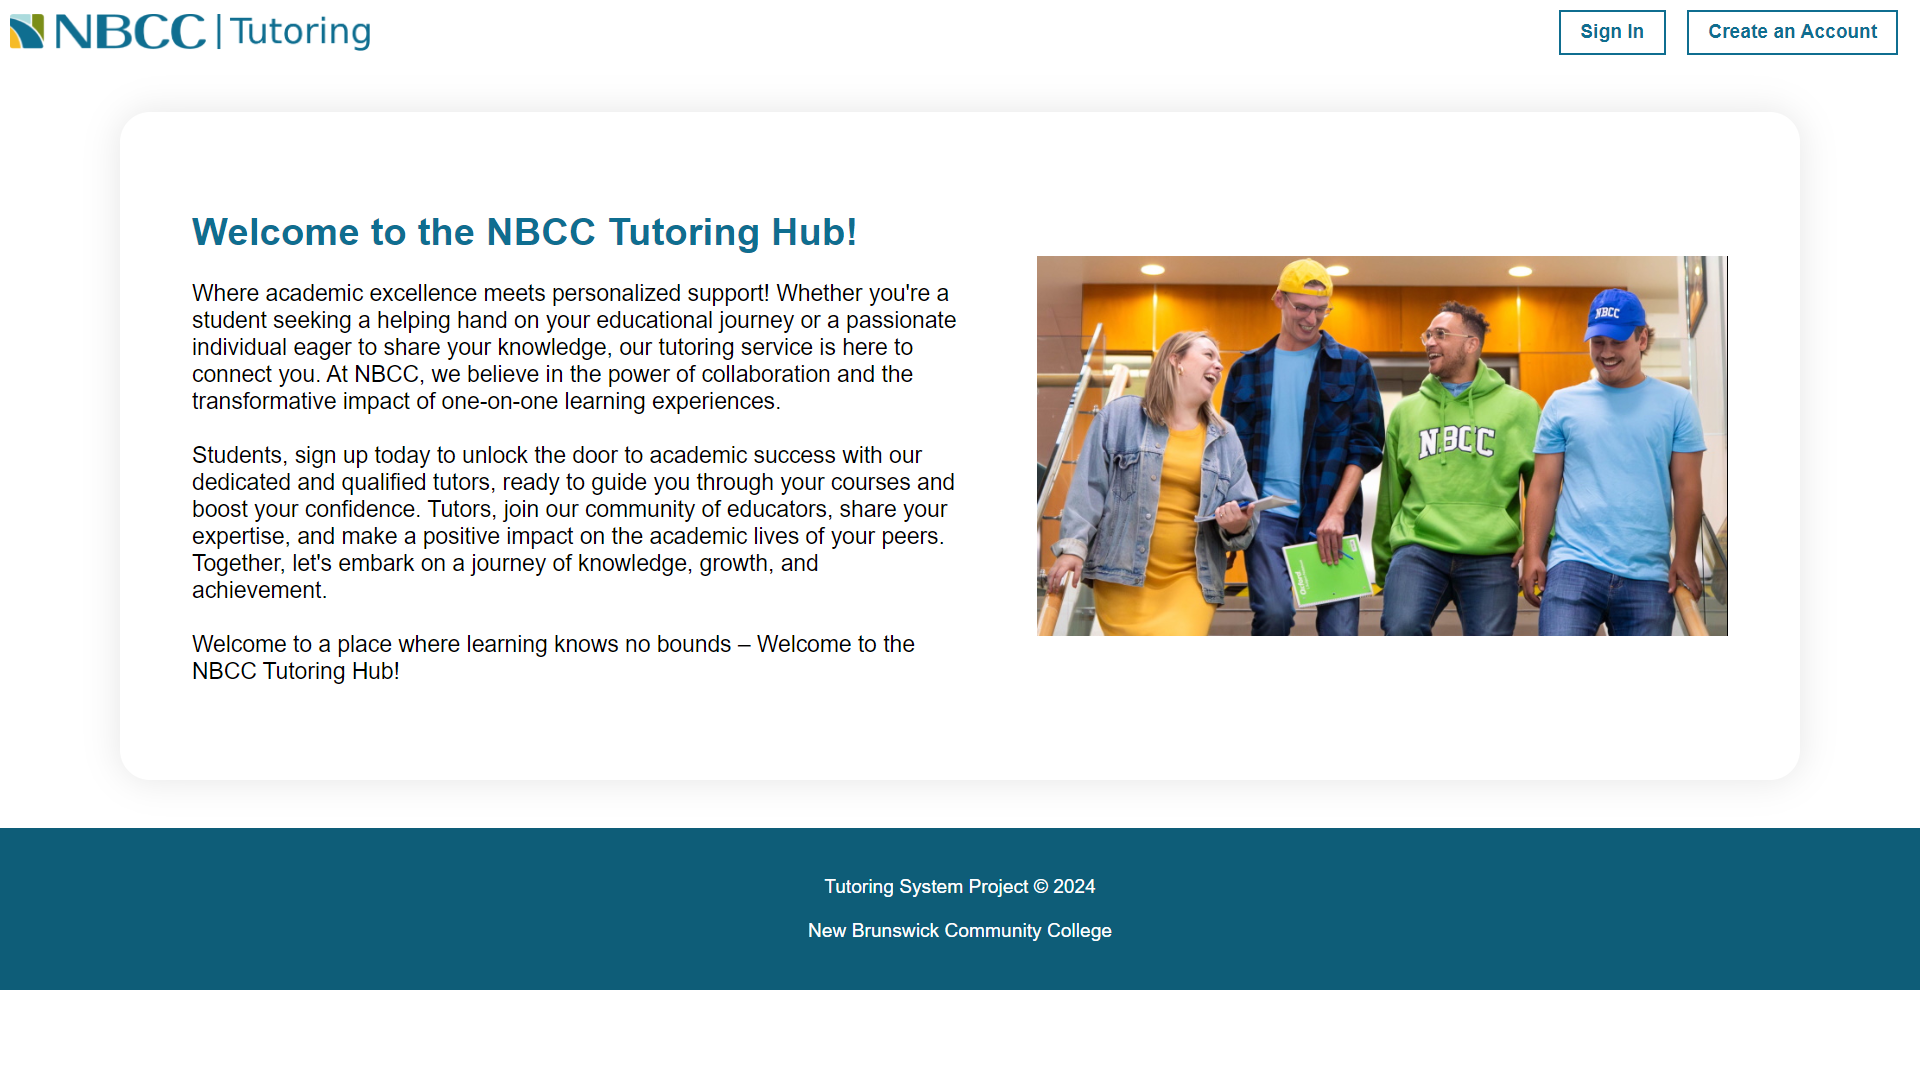 NBCC | Tutoring
Sign In
Create an Account
Welcome to the NBCC Tutoring Hub!
Where academic excellence meets personalized support! Whether you're a
student seeking a helping hand on your educational journey or a passionate
individual eager to share your knowledge, our tutoring service is here to
connect you. At NBCC, we believe in the power of collaboration and the
transformative impact of one-on-one learning experiences.
Students, sign up today to unlock the door to academic success with our
dedicated and qualified tutors, ready to guide you through your courses and
boost your confidence. Tutors, join our community of educators, share your
expertise, and make a positive impact on the academic lives of your peers.
Together, let's embark on a journey of knowledge, growth, and
achievement.
Welcome to a place where learning knows no bounds – Welcome to the
NBCC Tutoring Hub!
NBCC
NBCC
Oxford
Tutoring System Project © 2024
New Brunswick Community College